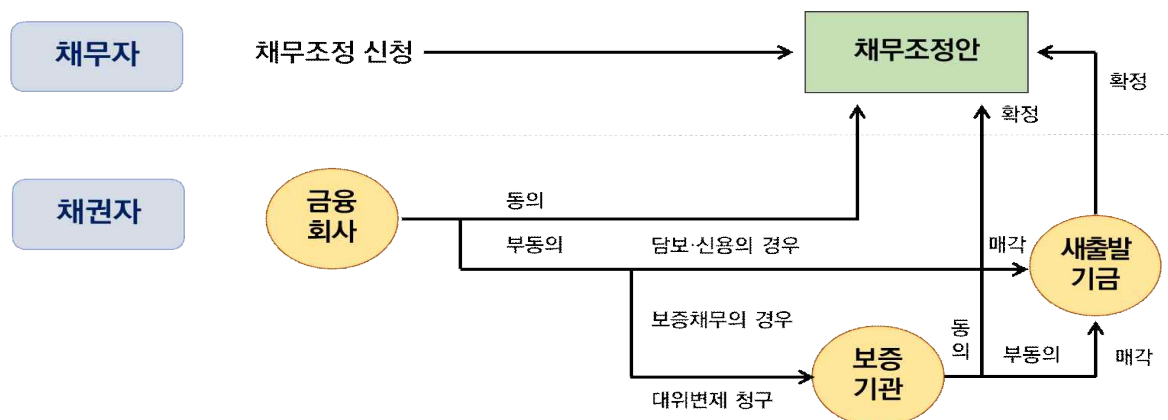 채무자
채무조정 신청
채무조정안
확정
확정
채권자
금융
회사
동의
부동의
담보·신용의 경우
매각
새출발
기금
보증채무의 경우
동
의
보증
기관
부동의
매각
대위변제 청구